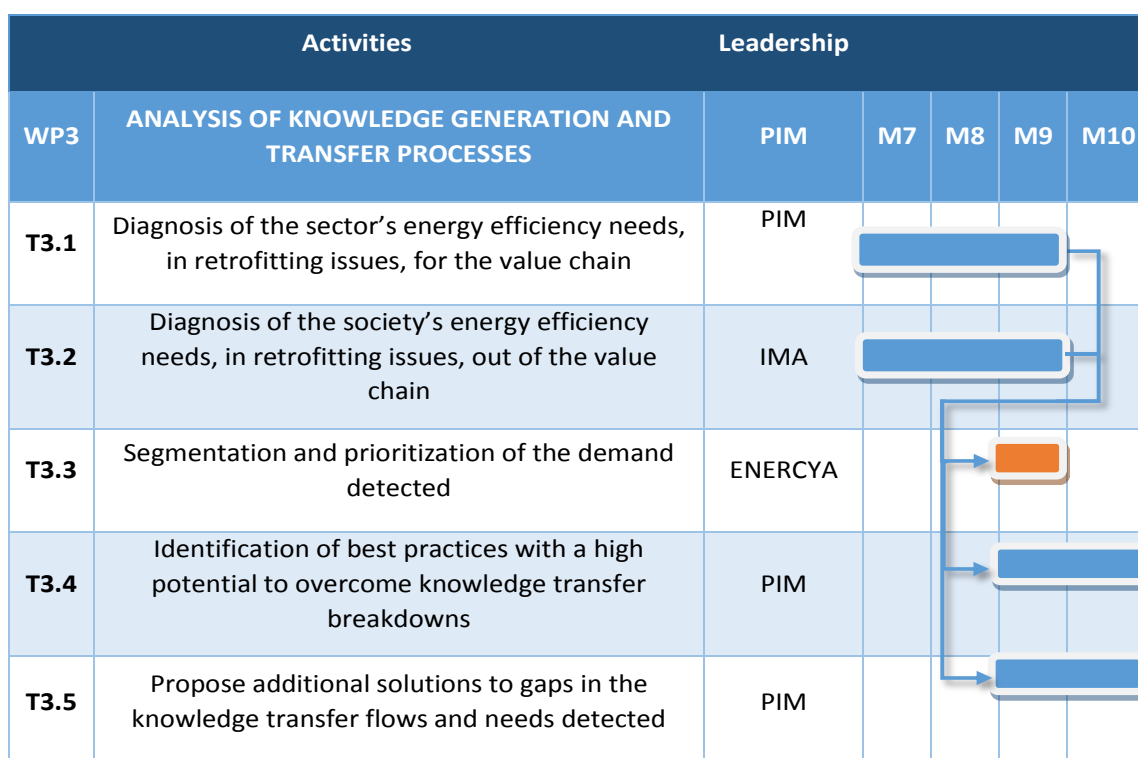 Activities Leadership
WP3 ANALYSIS OF KNOWLEDGE GENERATION AND
TRANSFER PROCESSES PIM M7 M8 M9 M10
T3.1 Diagnosis of the sector’s energy efficiency needs,
in retrofitting issues, for the value chain PIM
Diagnosis of the society’s energy efficiency
T3.2 needs, in retrofitting issues, out of the value IMA
chain
T3.3 Segmentation and prioritization of the demand
detected ENERCYA
Identification of best practices with a high
T3.4 potential to overcome knowledge transfer PIM
breakdowns
T3.5 Propose additional solutions to gaps in the
knowledge transfer flows and needs detected PIM